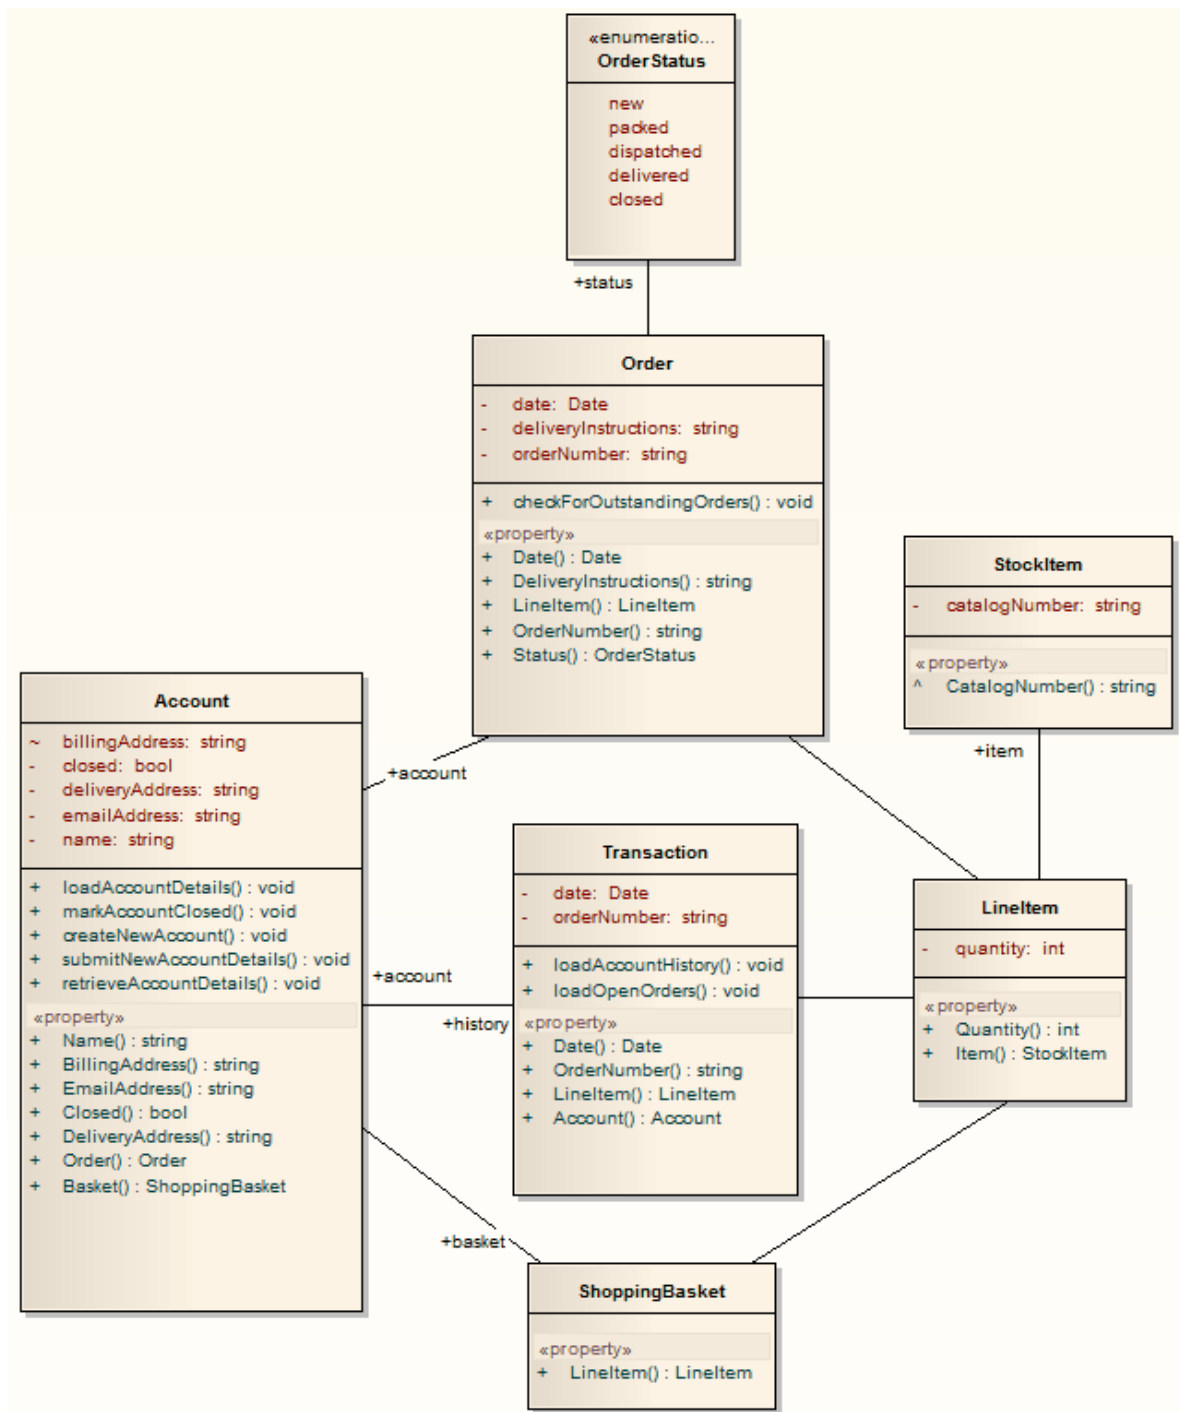 «enumeratio...
OrderStatus
new
packed
dispatched
delivered
closed
+status
Order
- date: Date
- deliveryInstructions: string
- orderNumber: string
+ checkForOutstandingOrders() : void
«property»
+ Date() : Date
+ DeliveryInstructions() : string
+ LineItem() : LineItem
+ OrderNumber() : string
+ Status() : OrderStatus
StockItem
- catalogNumber: string
«property»
^ CatalogNumber() : string
+item
Account
~ billingAddress: string
- closed: bool
- deliveryAddress: string
- emailAddress: string
- name: string
+ loadAccountDetails() : void
+ markAccountClosed() : void
+ createNewAccount() : void
+ submitNewAccountDetails() : void
+ retrieveAccountDetails() : void
«property»
+ Name() : string
+ BillingAddress() : string
+ EmailAddress() : string
+ Closed() : bool
+ DeliveryAddress() : string
+ Order() : Order
+ Basket() : ShoppingBasket
+account
+account
+history
Transaction
- date: Date
- orderNumber: string
+ loadAccountHistory() : void
+ loadOpenOrders() : void
«property»
+ Date() : Date
+ OrderNumber() : string
+ LineItem() : LineItem
+ Account() : Account
LineItem
- quantity: int
«property»
+ Quantity() : int
+ Item() : StockItem
+basket
ShoppingBasket
«property»
+ LineItem() : LineItem